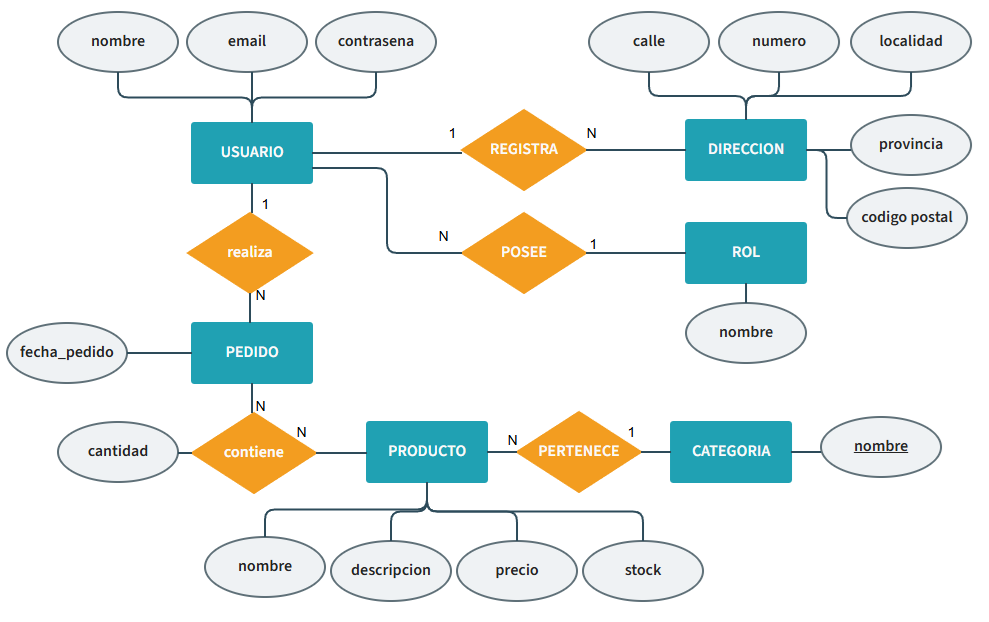 nombre
email
contrasena
calle
numero
localidad
USUARIO
1
REGISTRA
N
DIRECCION
provincia
codigo postal
1
realiza
N
POSEE
1
ROL
N
nombre
fecha_pedido
PEDIDO
N
cantidad
contiene
N
PRODUCTO
N
PERTENECE
1
CATEGORIA
nombre
nombre
descripcion
precio
stock